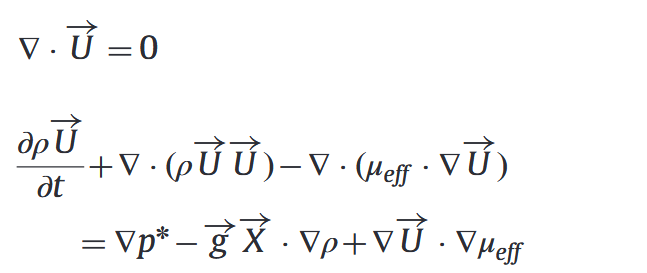 ∇ · U⃗ = 0
∂ρU⃗/∂t + ∇ · (ρU⃗ U⃗) − ∇ · (μ_eff · ∇U⃗)
= ∇p* − g⃗ X⃗ · ∇ρ + ∇U⃗ · ∇μ_eff